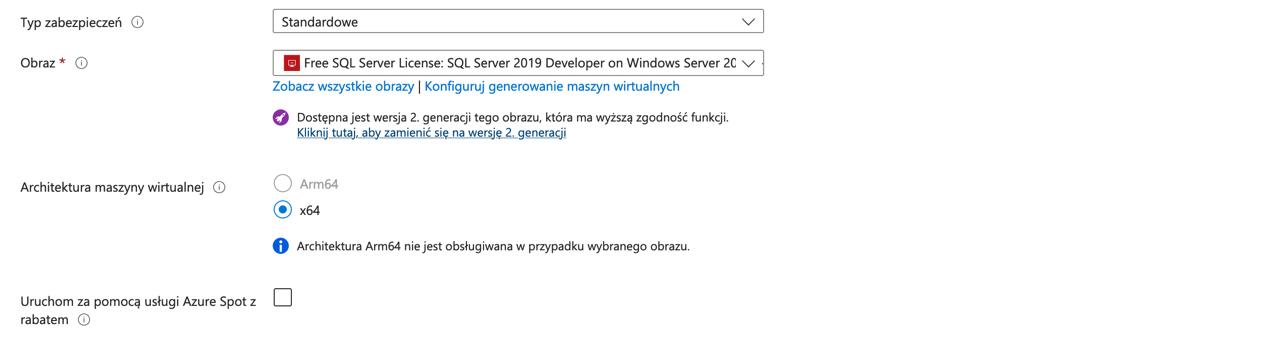 Typ zabezpieczeń
Standardowe
Obraz *
Free SQL Server License: SQL Server 2019 Developer on Windows Server 20
Zobacz wszystkie obrazy | Konfiguruj generowanie maszyn wirtualnych
Dostępna jest wersja 2. generacji tego obrazu, która ma wyższą zgodność funkcji.
Kliknij tutaj, aby zamienić się na wersję 2. generacji
Architektura maszyny wirtualnej
Arm64
x64
Architektura Arm64 nie jest obsługiwana w przypadku wybranego obrazu.
Uruchom za pomocą usługi Azure Spot z
rabatem